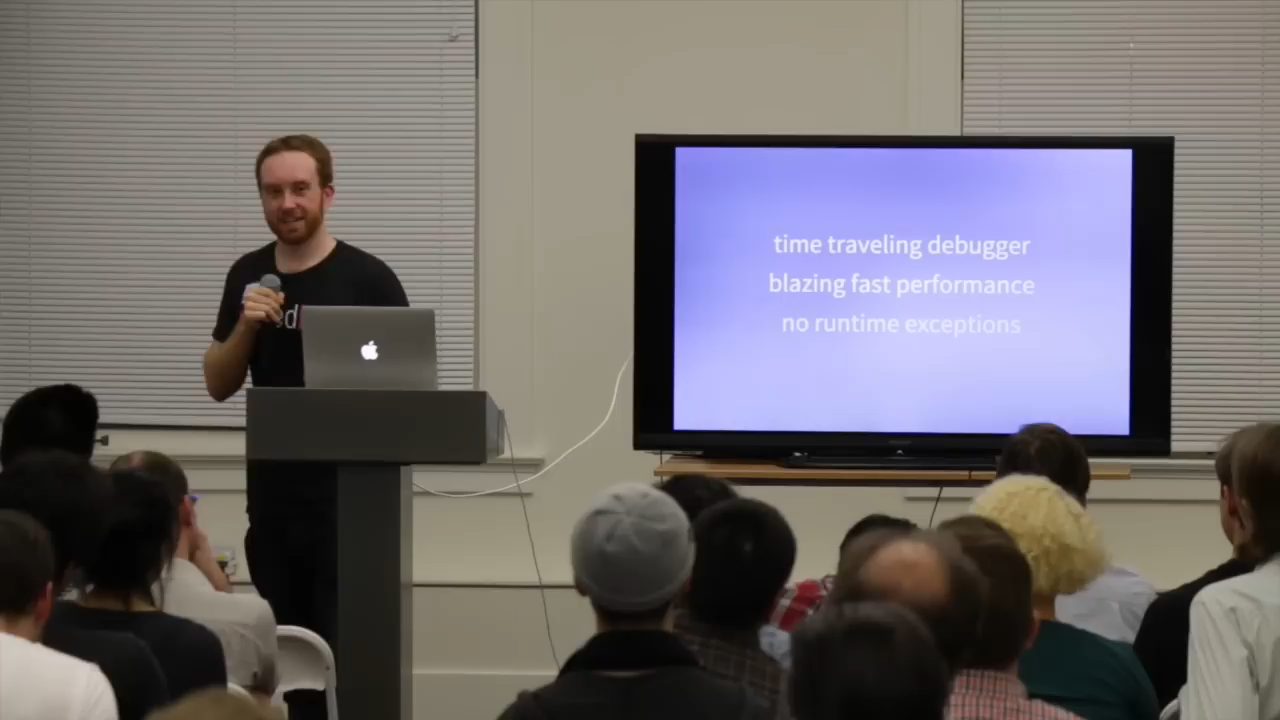 time traveling debugger
blazing fast performance
no runtime exceptions